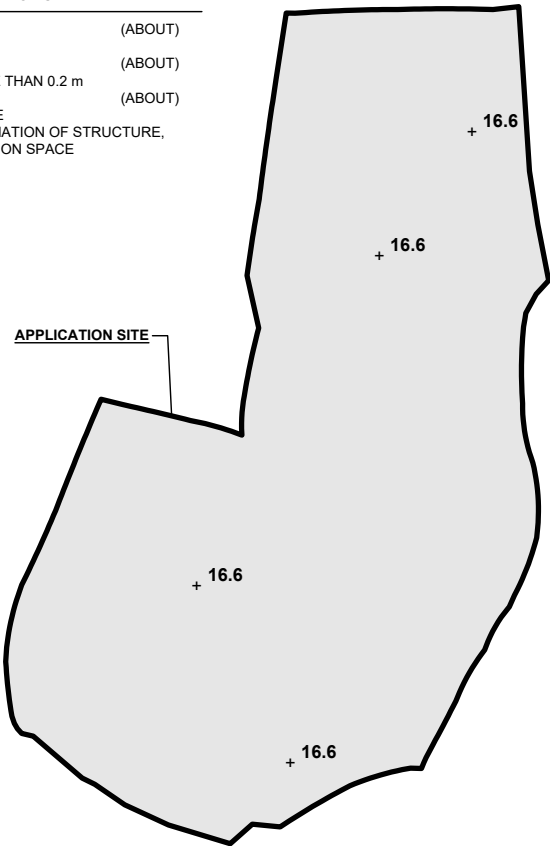 (ABOUT)
(ABOUT)
THAN 0.2 m
(ABOUT)
OF STRUCTURE,
ON SPACE
16.6
16.6
APPLICATION SITE
16.6
16.6